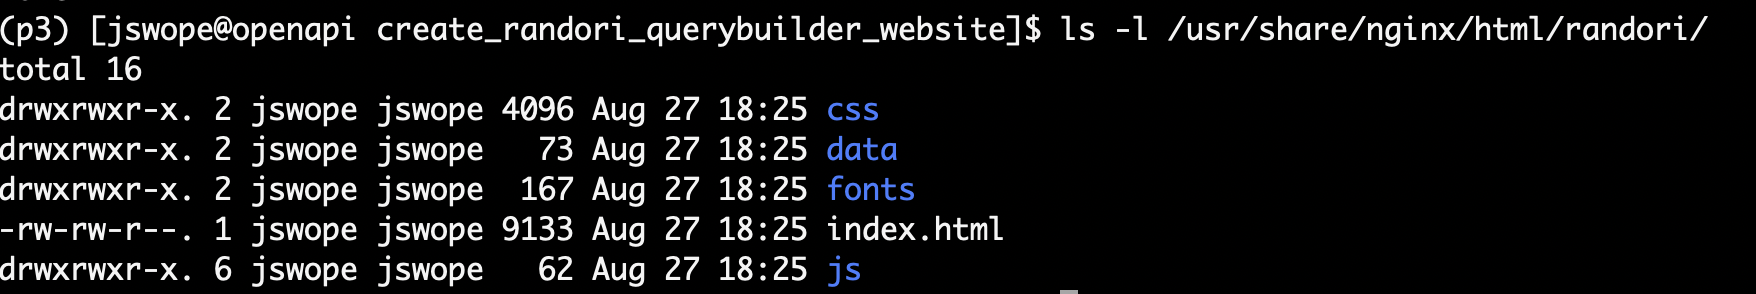 (p3) [jswope@openapi create_randori_querybuilder_website]$ ls -l /usr/share/nginx/html/randori/
total 16
drwxrwxr-x. 2 jswope jswope 4096 Aug 27 18:25 css
drwxrwxr-x. 2 jswope jswope   73 Aug 27 18:25 data
drwxrwxr-x. 2 jswope jswope  167 Aug 27 18:25 fonts
-rw-rw-r--. 1 jswope jswope 9133 Aug 27 18:25 index.html
drwxrwxr-x. 6 jswope jswope   62 Aug 27 18:25 js